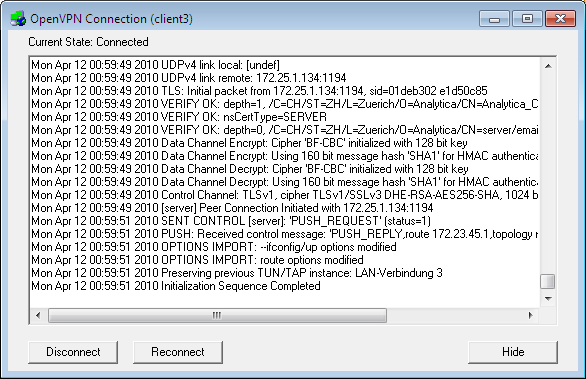 OpenVPN Connection (client3)
Current State: Connected
Mon Apr 12 00:59:49 2010 UDPv4 link local: [undef]
Mon Apr 12 00:59:49 2010 UDPv4 link remote: 172.25.1.134:1194
Mon Apr 12 00:59:49 2010 TLS: Initial packet from 172.25.1.134:1194, sid=01deb302 e1d50c85
Mon Apr 12 00:59:49 2010 VERIFY OK: depth=1, /C=CH/ST=ZH/L=Zuerich/O=Analytica/CN=Analytica_C
Mon Apr 12 00:59:49 2010 VERIFY OK: nsCertType=SERVER
Mon Apr 12 00:59:49 2010 VERIFY OK: depth=0, /C=CH/ST=ZH/L=Zuerich/O=Analytica/CN=server/emai
Mon Apr 12 00:59:49 2010 Data Channel Encrypt: Cipher 'BF-CBC' initialized with 128 bit key
Mon Apr 12 00:59:49 2010 Data Channel Encrypt: Using 160 bit message hash 'SHA1' for HMAC authentica
Mon Apr 12 00:59:49 2010 Data Channel Decrypt: Cipher 'BF-CBC' initialized with 128 bit key
Mon Apr 12 00:59:49 2010 Data Channel Decrypt: Using 160 bit message hash 'SHA1' for HMAC authentica
Mon Apr 12 00:59:49 2010 Control Channel: TLSv1, cipher TLSv1/SSLv3 DHE-RSA-AES256-SHA, 1024 b
Mon Apr 12 00:59:49 2010 [server] Peer Connection Initiated with 172.25.1.134:1194
Mon Apr 12 00:59:51 2010 SENT CONTROL [server]: 'PUSH_REQUEST' (status=1)
Mon Apr 12 00:59:51 2010 PUSH: Received control message: 'PUSH_REPLY,route 172.23.45.1,topology r
Mon Apr 12 00:59:51 2010 OPTIONS IMPORT: --ifconfig/up options modified
Mon Apr 12 00:59:51 2010 OPTIONS IMPORT: route options modified
Mon Apr 12 00:59:51 2010 Preserving previous TUN/TAP instance: LAN-Verbindung 3
Mon Apr 12 00:59:51 2010 Initialization Sequence Completed
Disconnect Reconnect Hide